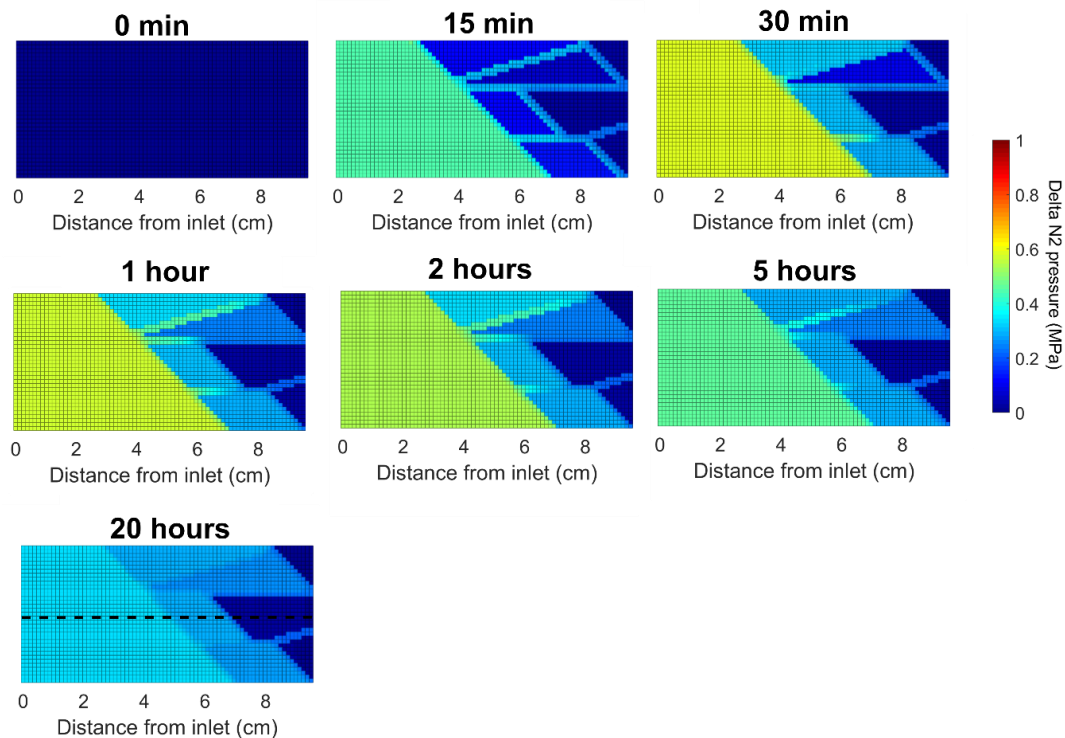 0 min
15 min
30 min
0 2 4 6 8
Distance from inlet (cm)
0 2 4 6 8
Distance from inlet (cm)
0 2 4 6 8
Distance from inlet (cm)
1 hour
2 hours
5 hours
0 2 4 6 8
Distance from inlet (cm)
0 2 4 6 8
Distance from inlet (cm)
0 2 4 6 8
Distance from inlet (cm)
1
0.8
0.6
0.4
0.2
0
Delta N2 pressure (MPa)
20 hours
0 2 4 6 8
Distance from inlet (cm)